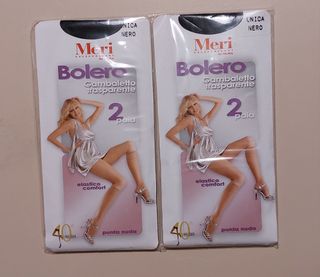 UNICA
NERO
Meri
Bolero
Gambaletto
trasparente
2
paia
elastico
comfort
40
punta nuda
UNICA
NERO
Meri
Bolero
Gambaletto
trasparente
2
paia
elastico
comfort
40
punta nuda